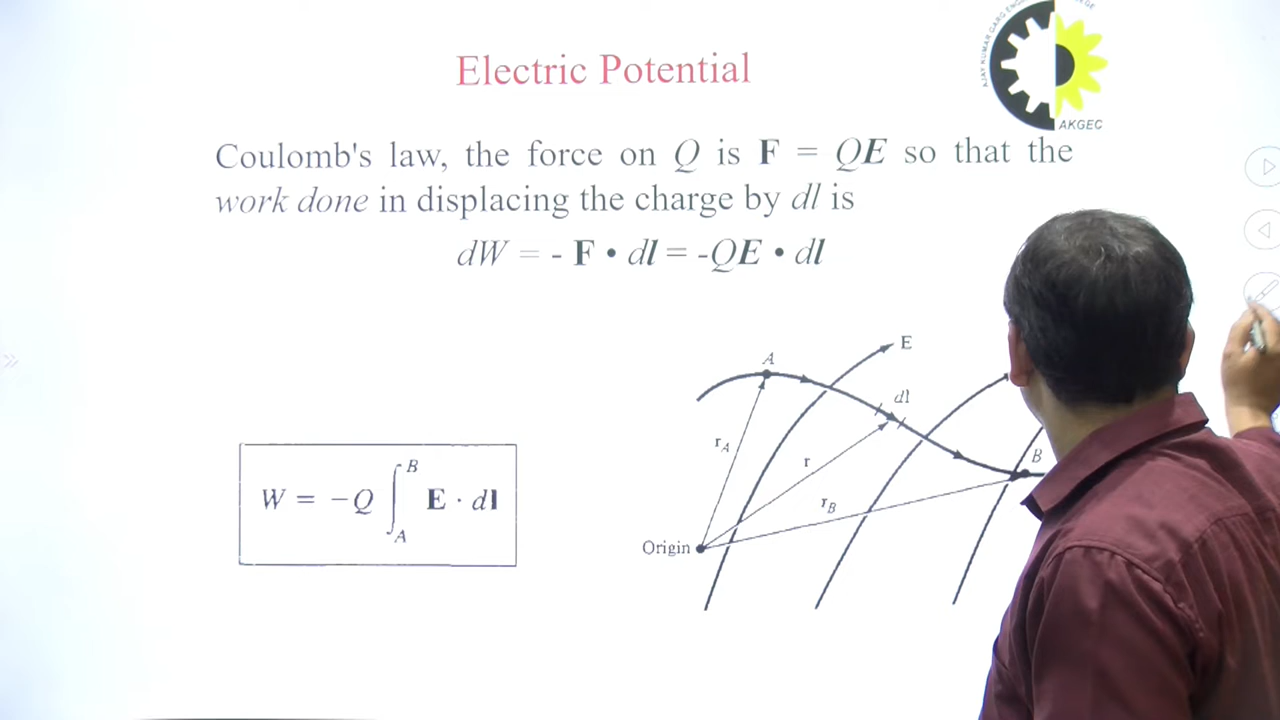 Electric Potential
AKGEC
Coulomb's law, the force on Q is F = QE so that the
work done in displacing the charge by dl is
dW = - F • dl = -QE • dl
E
A
dl
r_A
r
B
r_B
Origin
W = −Q ∫_A^B E · dl